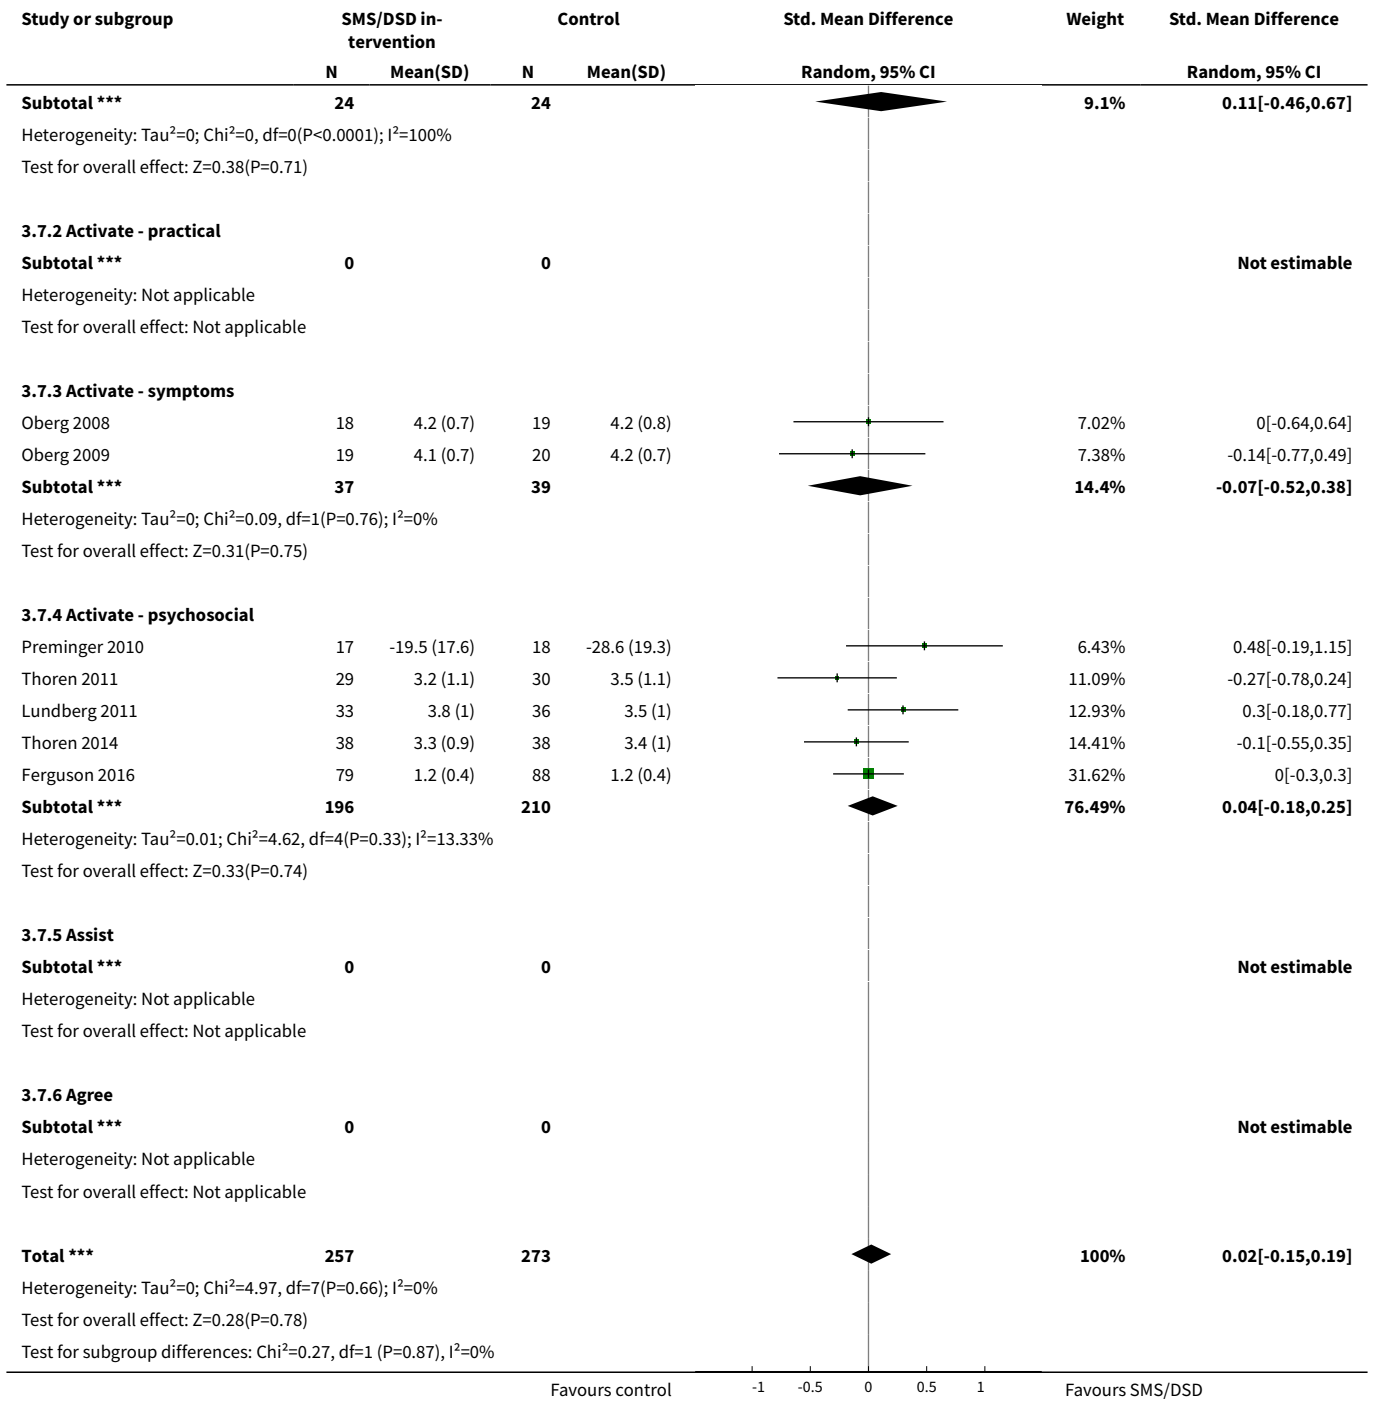 Study or subgroup SMS/DSD in- Control Std. Mean Difference Weight Std. Mean Difference
tervention
N Mean(SD) N Mean(SD) Random, 95% CI Random, 95% CI
Subtotal *** 24 24 9.1% 0.11[-0.46,0.67]
Heterogeneity: Tau²=0; Chi²=0, df=0(P<0.0001); I²=100%
Test for overall effect: Z=0.38(P=0.71)
3.7.2 Activate - practical
Subtotal *** 0 0 Not estimable
Heterogeneity: Not applicable
Test for overall effect: Not applicable
3.7.3 Activate - symptoms
Oberg 2008 18 4.2 (0.7) 19 4.2 (0.8) 7.02% 0[-0.64,0.64]
Oberg 2009 19 4.1 (0.7) 20 4.2 (0.7) 7.38% -0.14[-0.77,0.49]
Subtotal *** 37 39 14.4% -0.07[-0.52,0.38]
Heterogeneity: Tau²=0; Chi²=0.09, df=1(P=0.76); I²=0%
Test for overall effect: Z=0.31(P=0.75)
3.7.4 Activate - psychosocial
Preminger 2010 17 -19.5 (17.6) 18 -28.6 (19.3) 6.43% 0.48[-0.19,1.15]
Thoren 2011 29 3.2 (1.1) 30 3.5 (1.1) 11.09% -0.27[-0.78,0.24]
Lundberg 2011 33 3.8 (1) 36 3.5 (1) 12.93% 0.3[-0.18,0.77]
Thoren 2014 38 3.3 (0.9) 38 3.4 (1) 14.41% -0.1[-0.55,0.35]
Ferguson 2016 79 1.2 (0.4) 88 1.2 (0.4) 31.62% 0[-0.3,0.3]
Subtotal *** 196 210 76.49% 0.04[-0.18,0.25]
Heterogeneity: Tau²=0.01; Chi²=4.62, df=4(P=0.33); I²=13.33%
Test for overall effect: Z=0.33(P=0.74)
3.7.5 Assist
Subtotal *** 0 0 Not estimable
Heterogeneity: Not applicable
Test for overall effect: Not applicable
3.7.6 Agree
Subtotal *** 0 0 Not estimable
Heterogeneity: Not applicable
Test for overall effect: Not applicable
Total *** 257 273 100% 0.02[-0.15,0.19]
Heterogeneity: Tau²=0; Chi²=4.97, df=7(P=0.66); I²=0%
Test for overall effect: Z=0.28(P=0.78)
Test for subgroup differences: Chi²=0.27, df=1 (P=0.87), I²=0%
Favours control -1 -0.5 0 0.5 1 Favours SMS/DSD